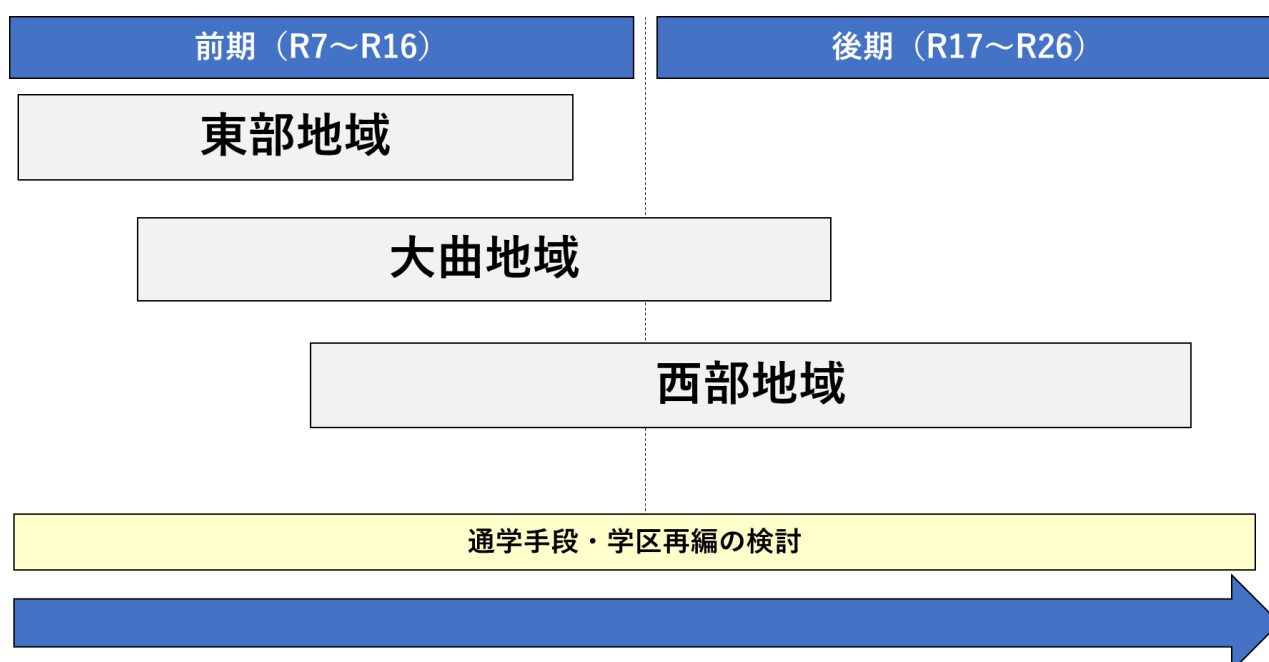 前期（R7～R16）
後期（R17～R26）
東部地域
大曲地域
西部地域
通学手段・学区再編の検討